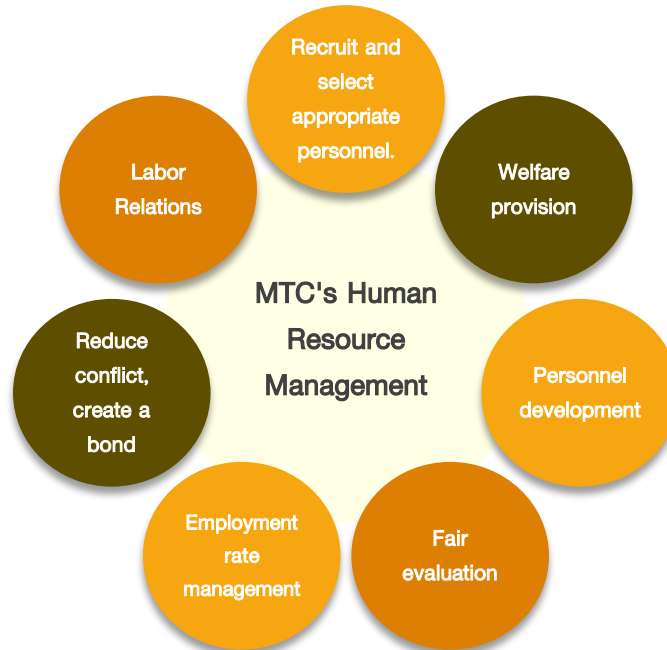 Recruit and
select
appropriate
personnel.
Welfare
provision
Personnel
development
Fair
evaluation
Employment
rate
management
Reduce
conflict,
create a
bond
Labor
Relations
MTC's Human
Resource
Management